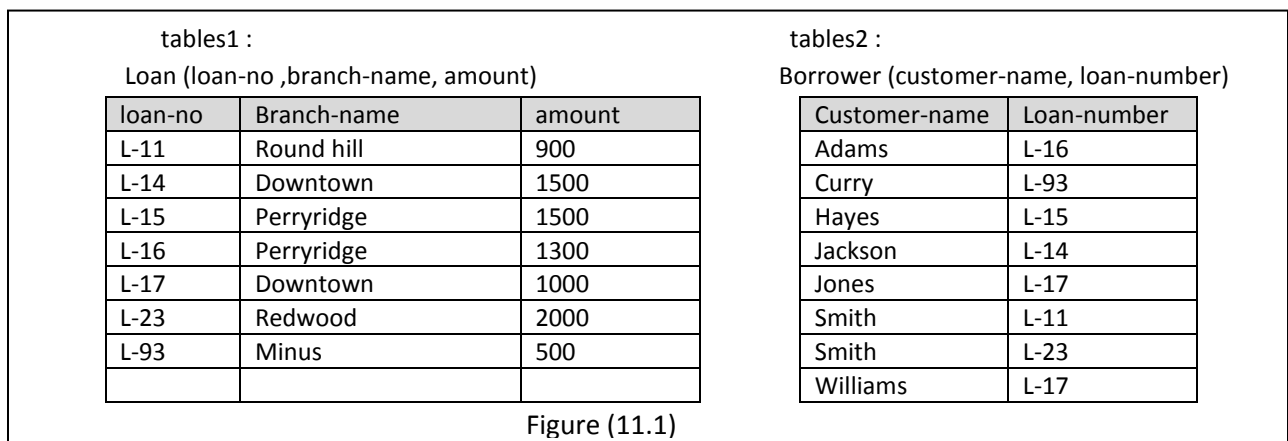 tables1 :
Loan (loan-no ,branch-name, amount)
loan-no Branch-name amount
L-11 Round hill 900
L-14 Downtown 1500
L-15 Perryridge 1500
L-16 Perryridge 1300
L-17 Downtown 1000
L-23 Redwood 2000
L-93 Minus 500
tables2 :
Borrower (customer-name, loan-number)
Customer-name Loan-number
Adams L-16
Curry L-93
Hayes L-15
Jackson L-14
Jones L-17
Smith L-11
Smith L-23
Williams L-17
Figure (11.1)